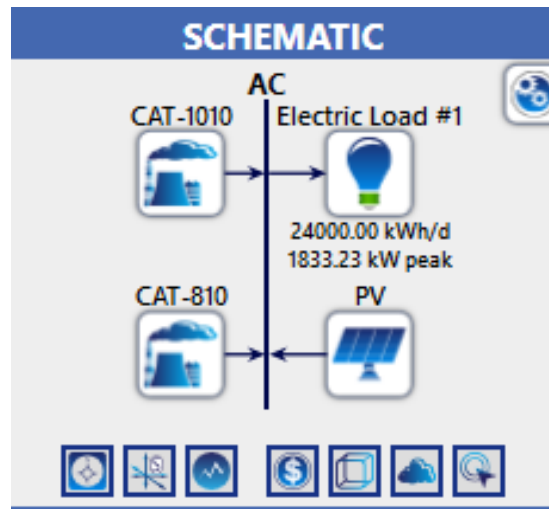 SCHEMATIC
AC
CAT-1010 Electric Load #1
24000.00 kWh/d
1833.23 kW peak
CAT-810 PV